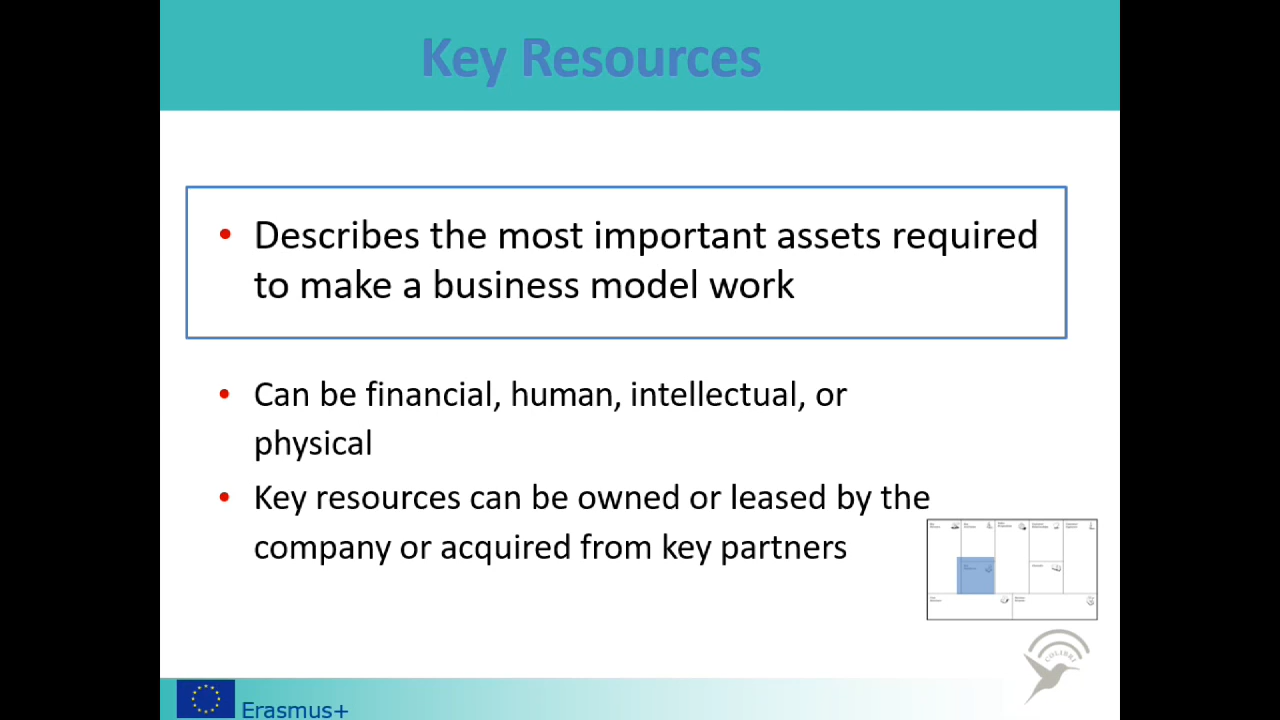 Key Resources
• Describes the most important assets required
to make a business model work
• Can be financial, human, intellectual, or
physical
• Key resources can be owned or leased by the
company or acquired from key partners
COLIBRI
Erasmus+